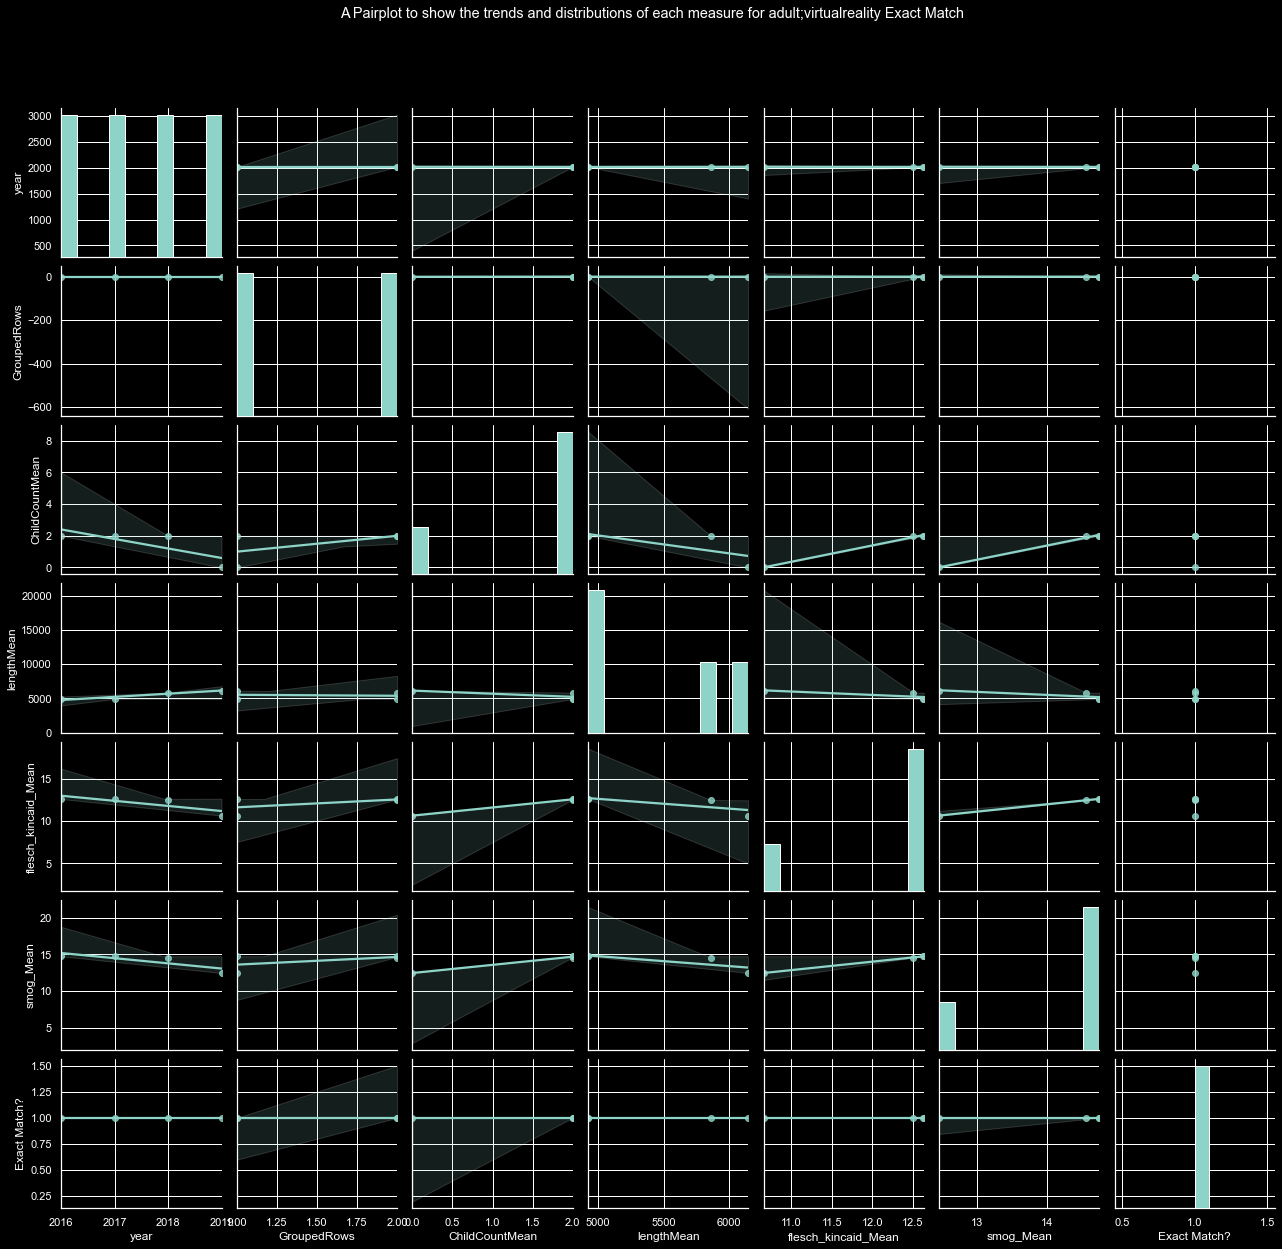 A Pairplot to show the trends and distributions of each measure for adult;virtualreality Exact Match
3000
2500
2000
1500
1000
500
year
0
−200
−400
−600
GroupedRows
8
6
4
2
0
ChildCountMean
20000
15000
10000
5000
0
lengthMean
15
10
5
flesch_kincaid_Mean
20
15
10
5
smog_Mean
1.50
1.25
1.00
0.75
0.50
0.25
Exact Match?
2016 2017 2018 2019
1.00 1.25 1.50 1.75 2.00
0.0 0.5 1.0 1.5 2.0
5000 5500 6000
11.0 11.5 12.0 12.5
13 14
0.5 1.0 1.5
year GroupedRows ChildCountMean lengthMean flesch_kincaid_Mean smog_Mean Exact Match?